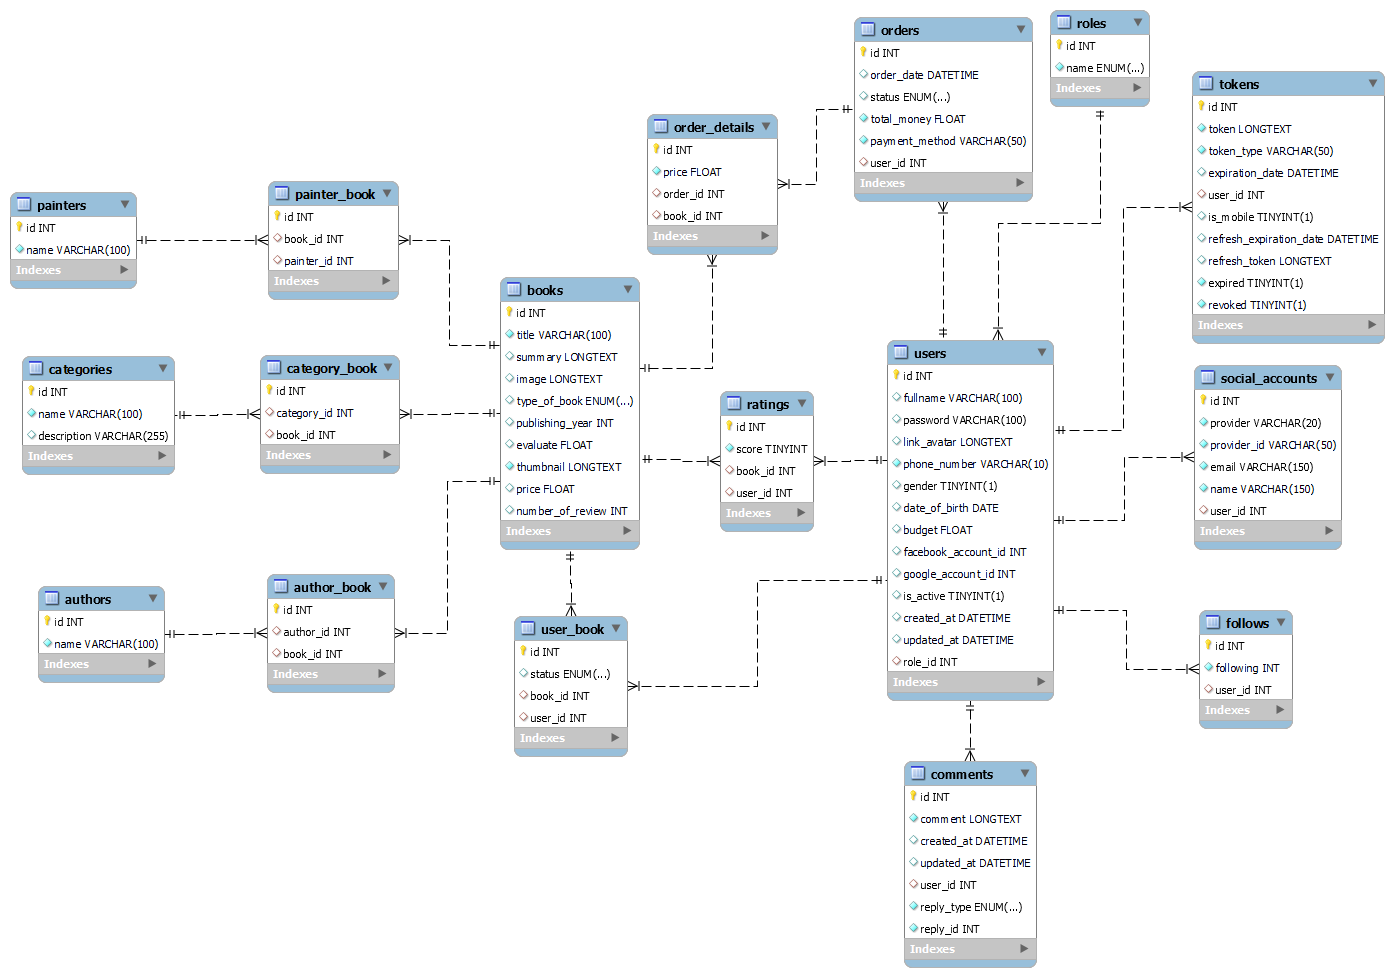 orders
id INT
order_date DATETIME
status ENUM(...)
total_money FLOAT
payment_method VARCHAR(50)
user_id INT
Indexes
roles
id INT
name ENUM(...)
Indexes
tokens
id INT
token LONGTEXT
token_type VARCHAR(50)
expiration_date DATETIME
user_id INT
is_mobile TINYINT(1)
refresh_expiration_date DATETIME
refresh_token LONGTEXT
expired TINYINT(1)
revoked TINYINT(1)
Indexes
order_details
id INT
price FLOAT
order_id INT
book_id INT
Indexes
painters
id INT
name VARCHAR(100)
Indexes
painter_book
id INT
book_id INT
painter_id INT
Indexes
books
id INT
title VARCHAR(100)
summary LONGTEXT
image LONGTEXT
type_of_book ENUM(...)
publishing_year INT
evaluate FLOAT
thumbnail LONGTEXT
price FLOAT
number_of_review INT
Indexes
categories
id INT
name VARCHAR(100)
description VARCHAR(255)
Indexes
category_book
id INT
category_id INT
book_id INT
Indexes
ratings
id INT
score TINYINT
book_id INT
user_id INT
Indexes
users
id INT
fullname VARCHAR(100)
password VARCHAR(100)
link_avatar LONGTEXT
phone_number VARCHAR(10)
gender TINYINT(1)
date_of_birth DATE
budget FLOAT
facebook_account_id INT
google_account_id INT
is_active TINYINT(1)
created_at DATETIME
updated_at DATETIME
role_id INT
Indexes
social_accounts
id INT
provider VARCHAR(20)
provider_id VARCHAR(50)
email VARCHAR(150)
name VARCHAR(150)
user_id INT
Indexes
authors
id INT
name VARCHAR(100)
Indexes
author_book
id INT
author_id INT
book_id INT
Indexes
user_book
id INT
status ENUM(...)
book_id INT
user_id INT
Indexes
follows
id INT
following INT
user_id INT
Indexes
comments
id INT
comment LONGTEXT
created_at DATETIME
updated_at DATETIME
user_id INT
reply_type ENUM(...)
reply_id INT
Indexes